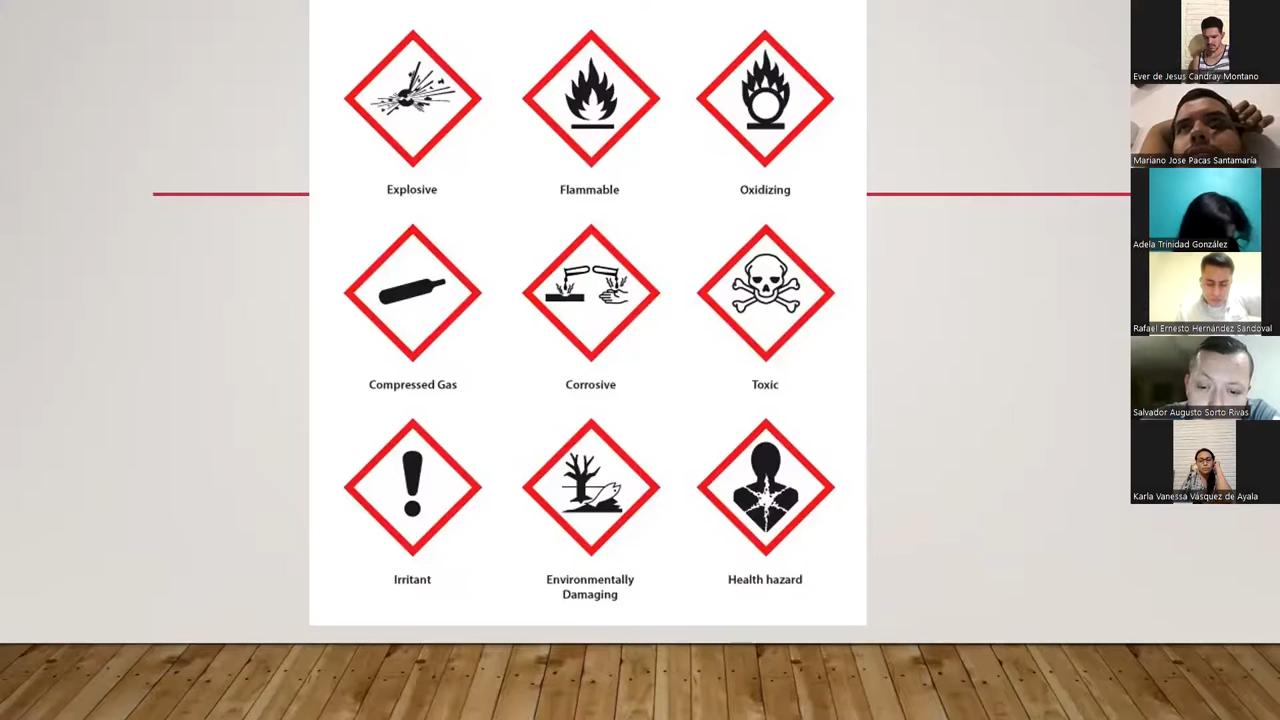 Explosive
Flammable
Oxidizing
Compressed Gas
Corrosive
Toxic
Irritant
Environmentally
Damaging
Health hazard
Ever de Jesus Candray Montano
Mariano Jose Pacas Santamaría
Adela Trinidad González
Rafael Ernesto Hernández Sandoval
Salvador Augusto Sorto Rivas
Karla Vanessa Vásquez de Ayala